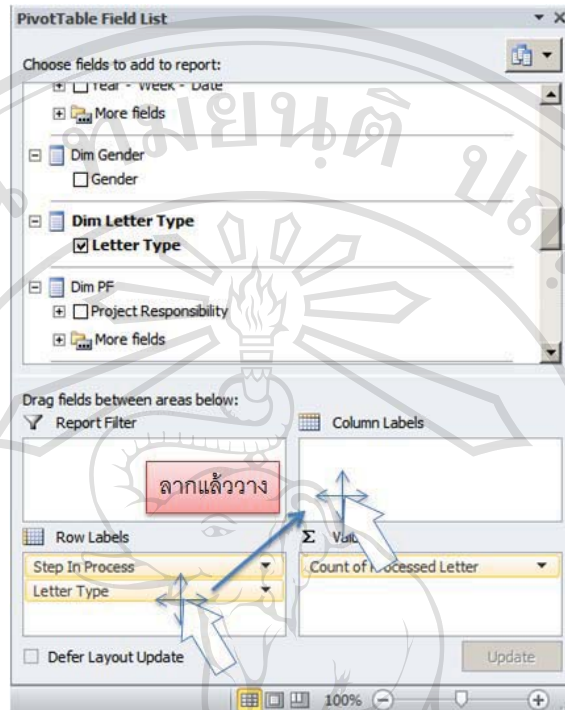 PivotTable Field List
Choose fields to add to report:
Year - Week - Date
More fields
Dim Gender
Gender
Dim Letter Type
Letter Type
Dim PF
Project Responsibility
More fields
Drag fields between areas below:
Report Filter
Column Labels
ลากแล้ววาง
Row Labels
Σ
Step In Process
Count of Processed Letter
Letter Type
Defer Layout Update
Update
100%